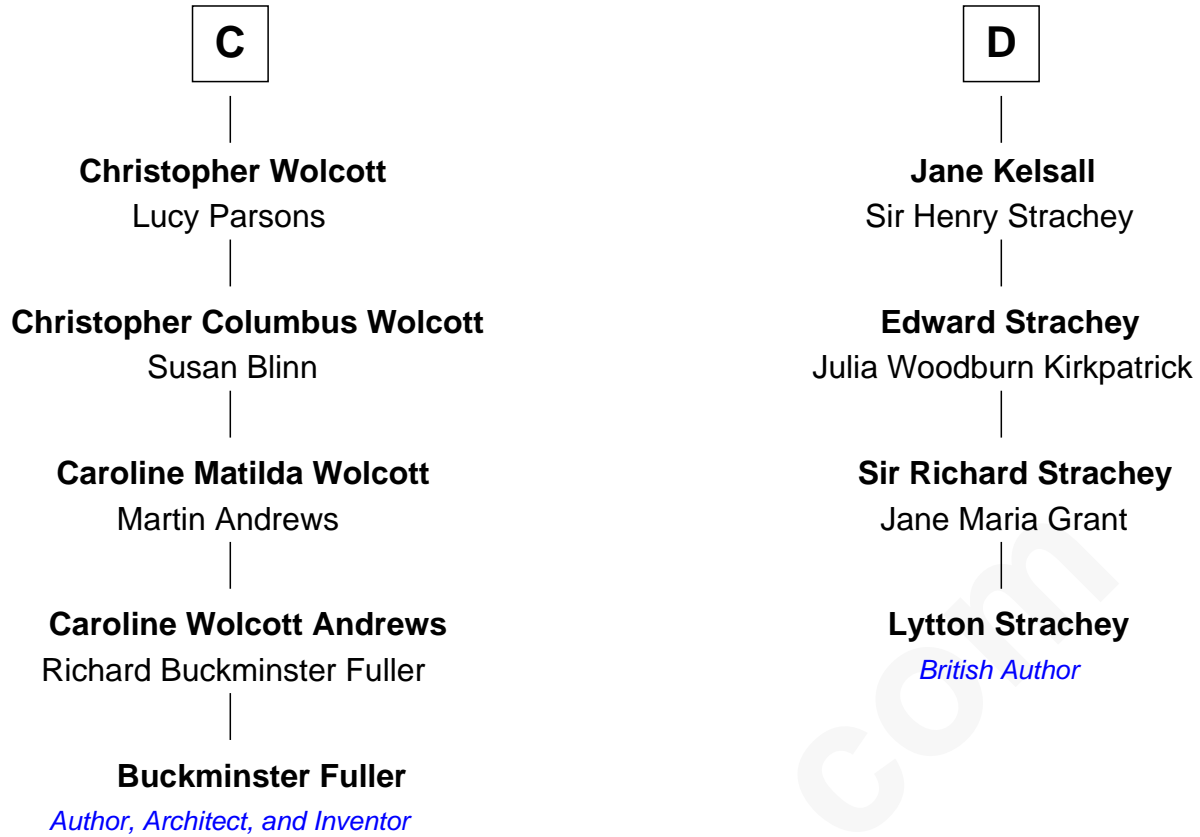 C
Christopher Wolcott
Lucy Parsons
Christopher Columbus Wolcott
Susan Blinn
Caroline Matilda Wolcott
Martin Andrews
Caroline Wolcott Andrews
Richard Buckminster Fuller
Buckminster Fuller
Author, Architect, and Inventor
D
Jane Kelsall
Sir Henry Strachey
Edward Strachey
Julia Woodburn Kirkpatrick
Sir Richard Strachey
Jane Maria Grant
Lytton Strachey
British Author
com